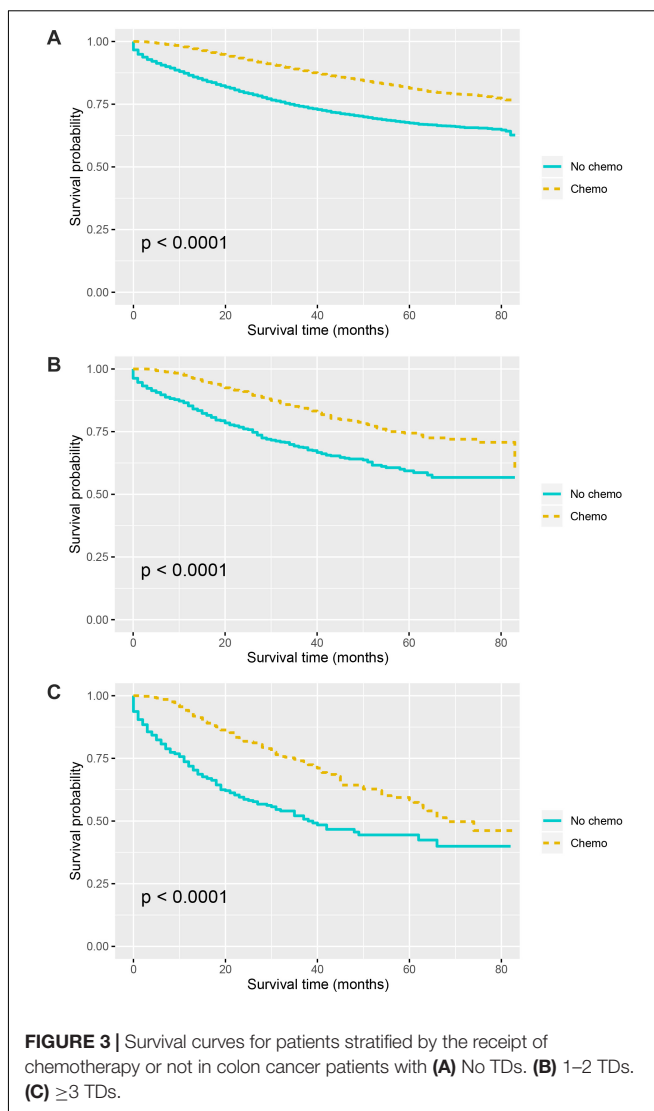 A
1.00
0.75
0.50
0.25
0.00
Survival probability
p < 0.0001
0 20 40 60 80
Survival time (months)
No chemo
Chemo
B
1.00
0.75
0.50
0.25
0.00
Survival probability
p < 0.0001
0 20 40 60 80
Survival time (months)
No chemo
Chemo
C
1.00
0.75
0.50
0.25
0.00
Survival probability
p < 0.0001
0 20 40 60 80
Survival time (months)
No chemo
Chemo
FIGURE 3 | Survival curves for patients stratified by the receipt of
chemotherapy or not in colon cancer patients with (A) No TDs. (B) 1–2 TDs.
(C) ≥3 TDs.